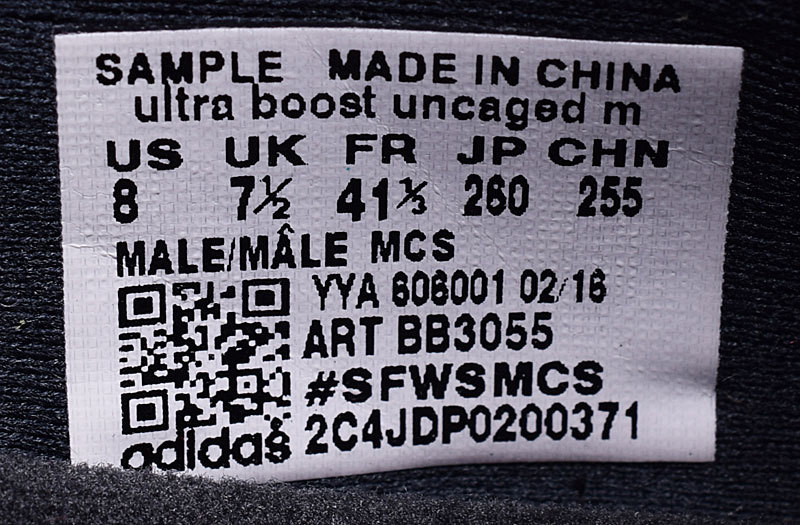 SAMPLE MADE IN CHINA
ultra boost uncaged m
US UK FR JP CHN
8 7½ 41⅓ 260 255
MALE/MÂLE MCS
YYA 606001 02/16
ART BB3055
#SFWSMCS
adidas 2C4JDP0200371